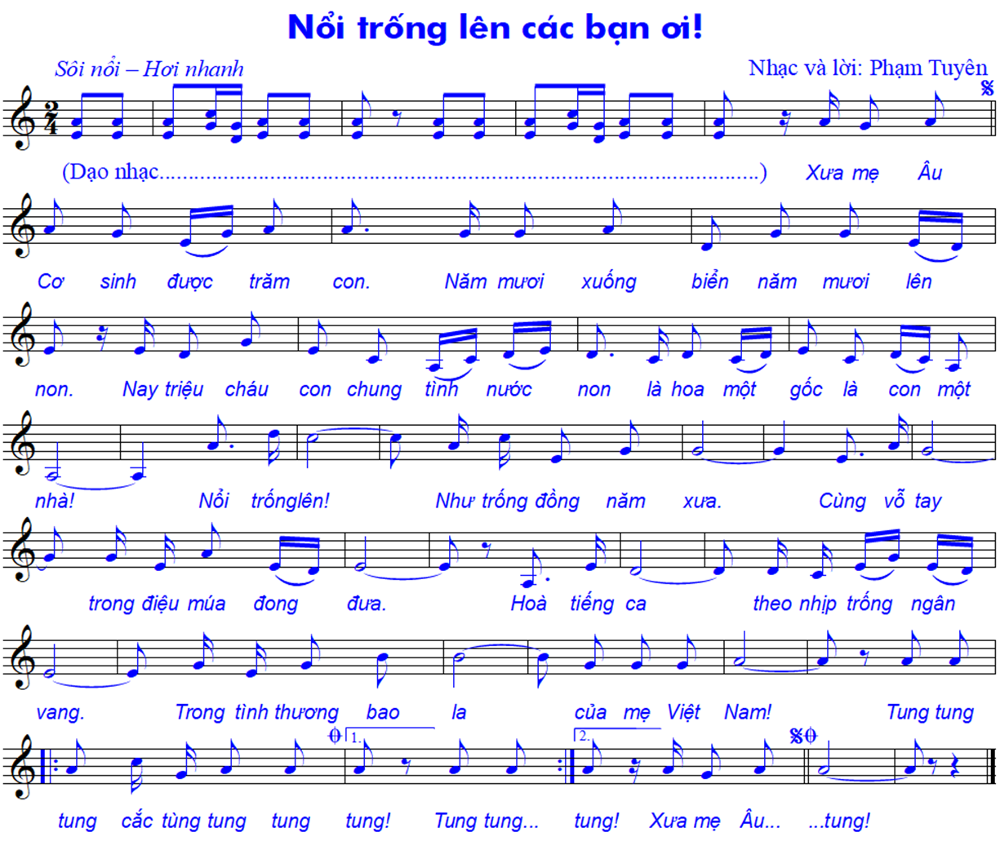 Nổi trống lên các bạn ơi!
Sôi nổi – Hơi nhanh
Nhạc và lời: Phạm Tuyên
(Dạo nhạc..........................................................................................................) Xưa mẹ Âu
Cơ sinh được trăm con. Năm mươi xuống biển năm mươi lên
non. Nay triệu cháu con chung tình nước non là hoa một gốc là con một
nhà! Nổi trốnglên! Như trống đồng năm xưa. Cùng vỗ tay
trong điệu múa đong đưa. Hoà tiếng ca theo nhịp trống ngân
vang. Trong tình thương bao la của mẹ Việt Nam! Tung tung
1. 2.
tung cắc tùng tung tung tung! Tung tung... tung! Xưa mẹ Âu... ...tung!